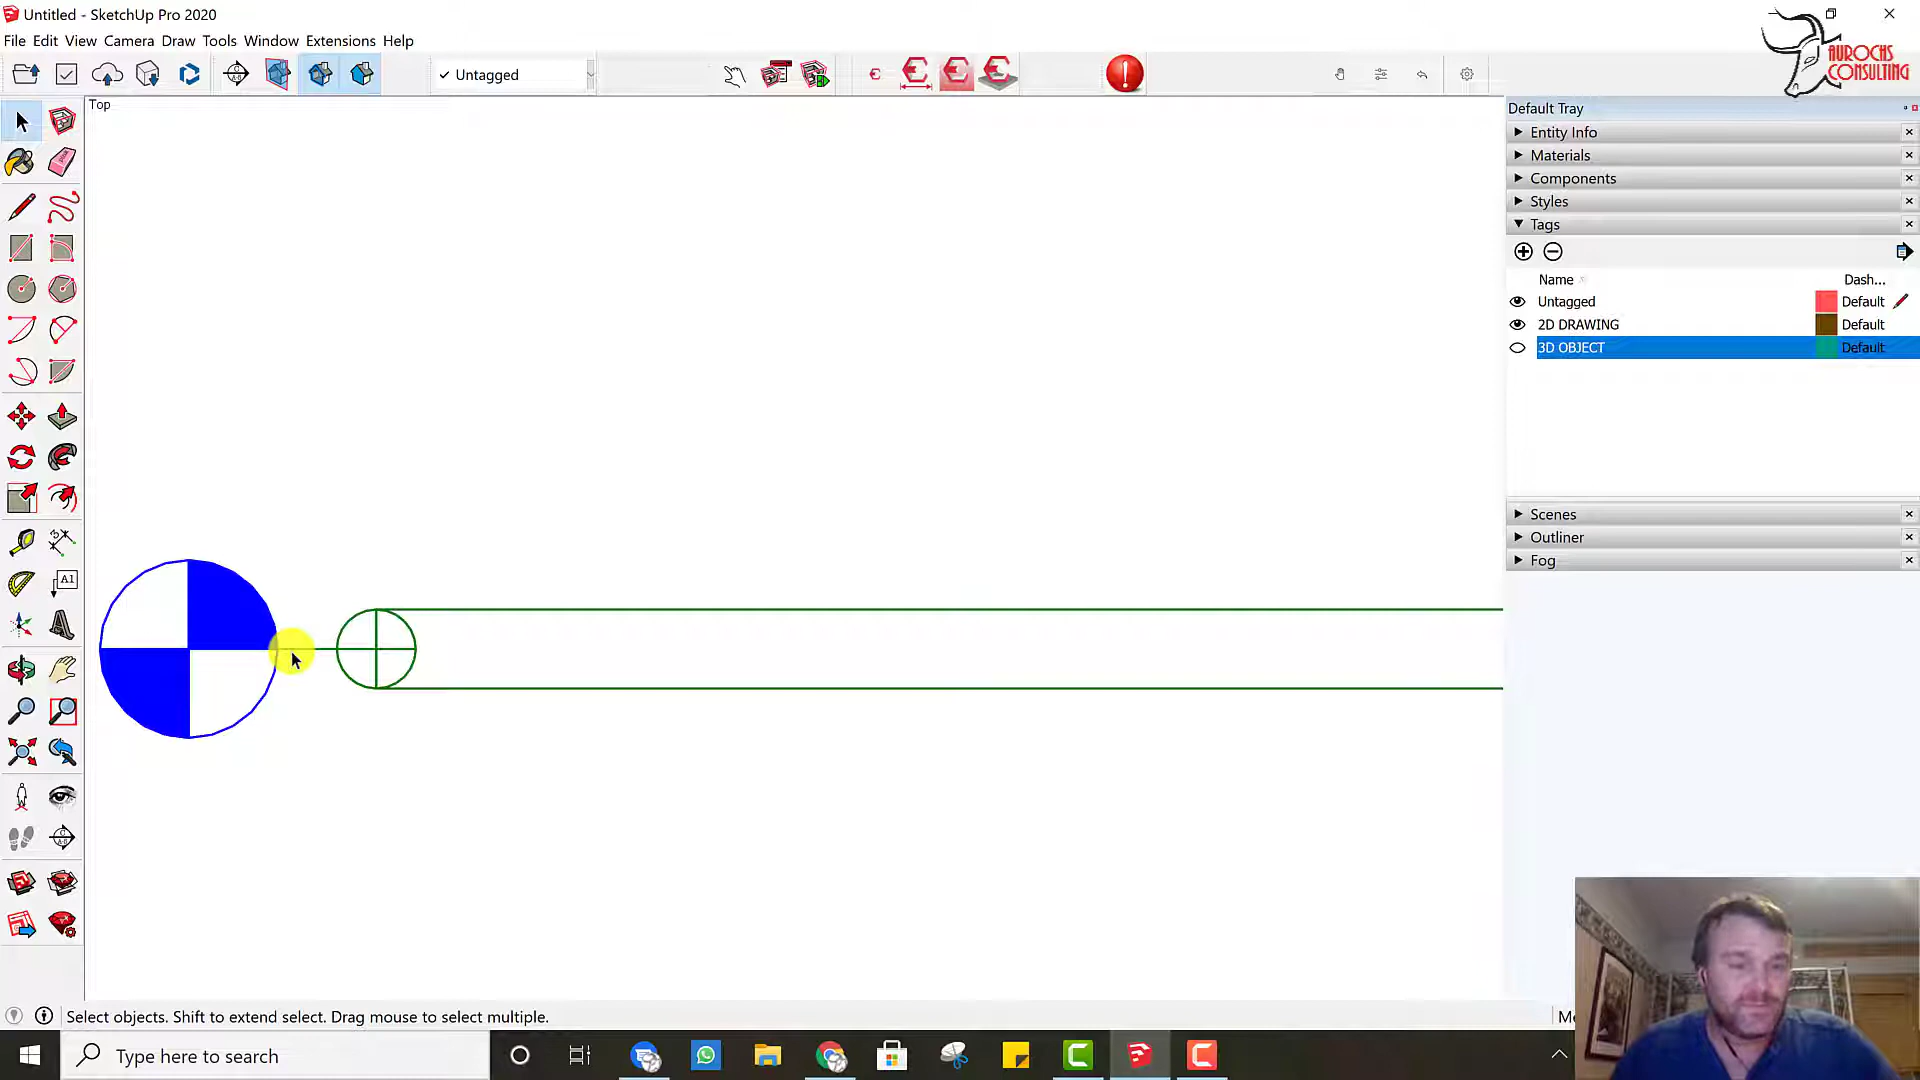 Untitled - SketchUp Pro 2020
File Edit View Camera Draw Tools Window Extensions Help
✓ Untagged
AUROCHS
CONSULTING
Top
Default Tray
Entity Info
Materials
Components
Styles
Tags
Name Dash...
Untagged Default
2D DRAWING Default
3D OBJECT Default
Scenes
Outliner
Fog
A1
Select objects. Shift to extend select. Drag mouse to select multiple.
Me
Type here to search